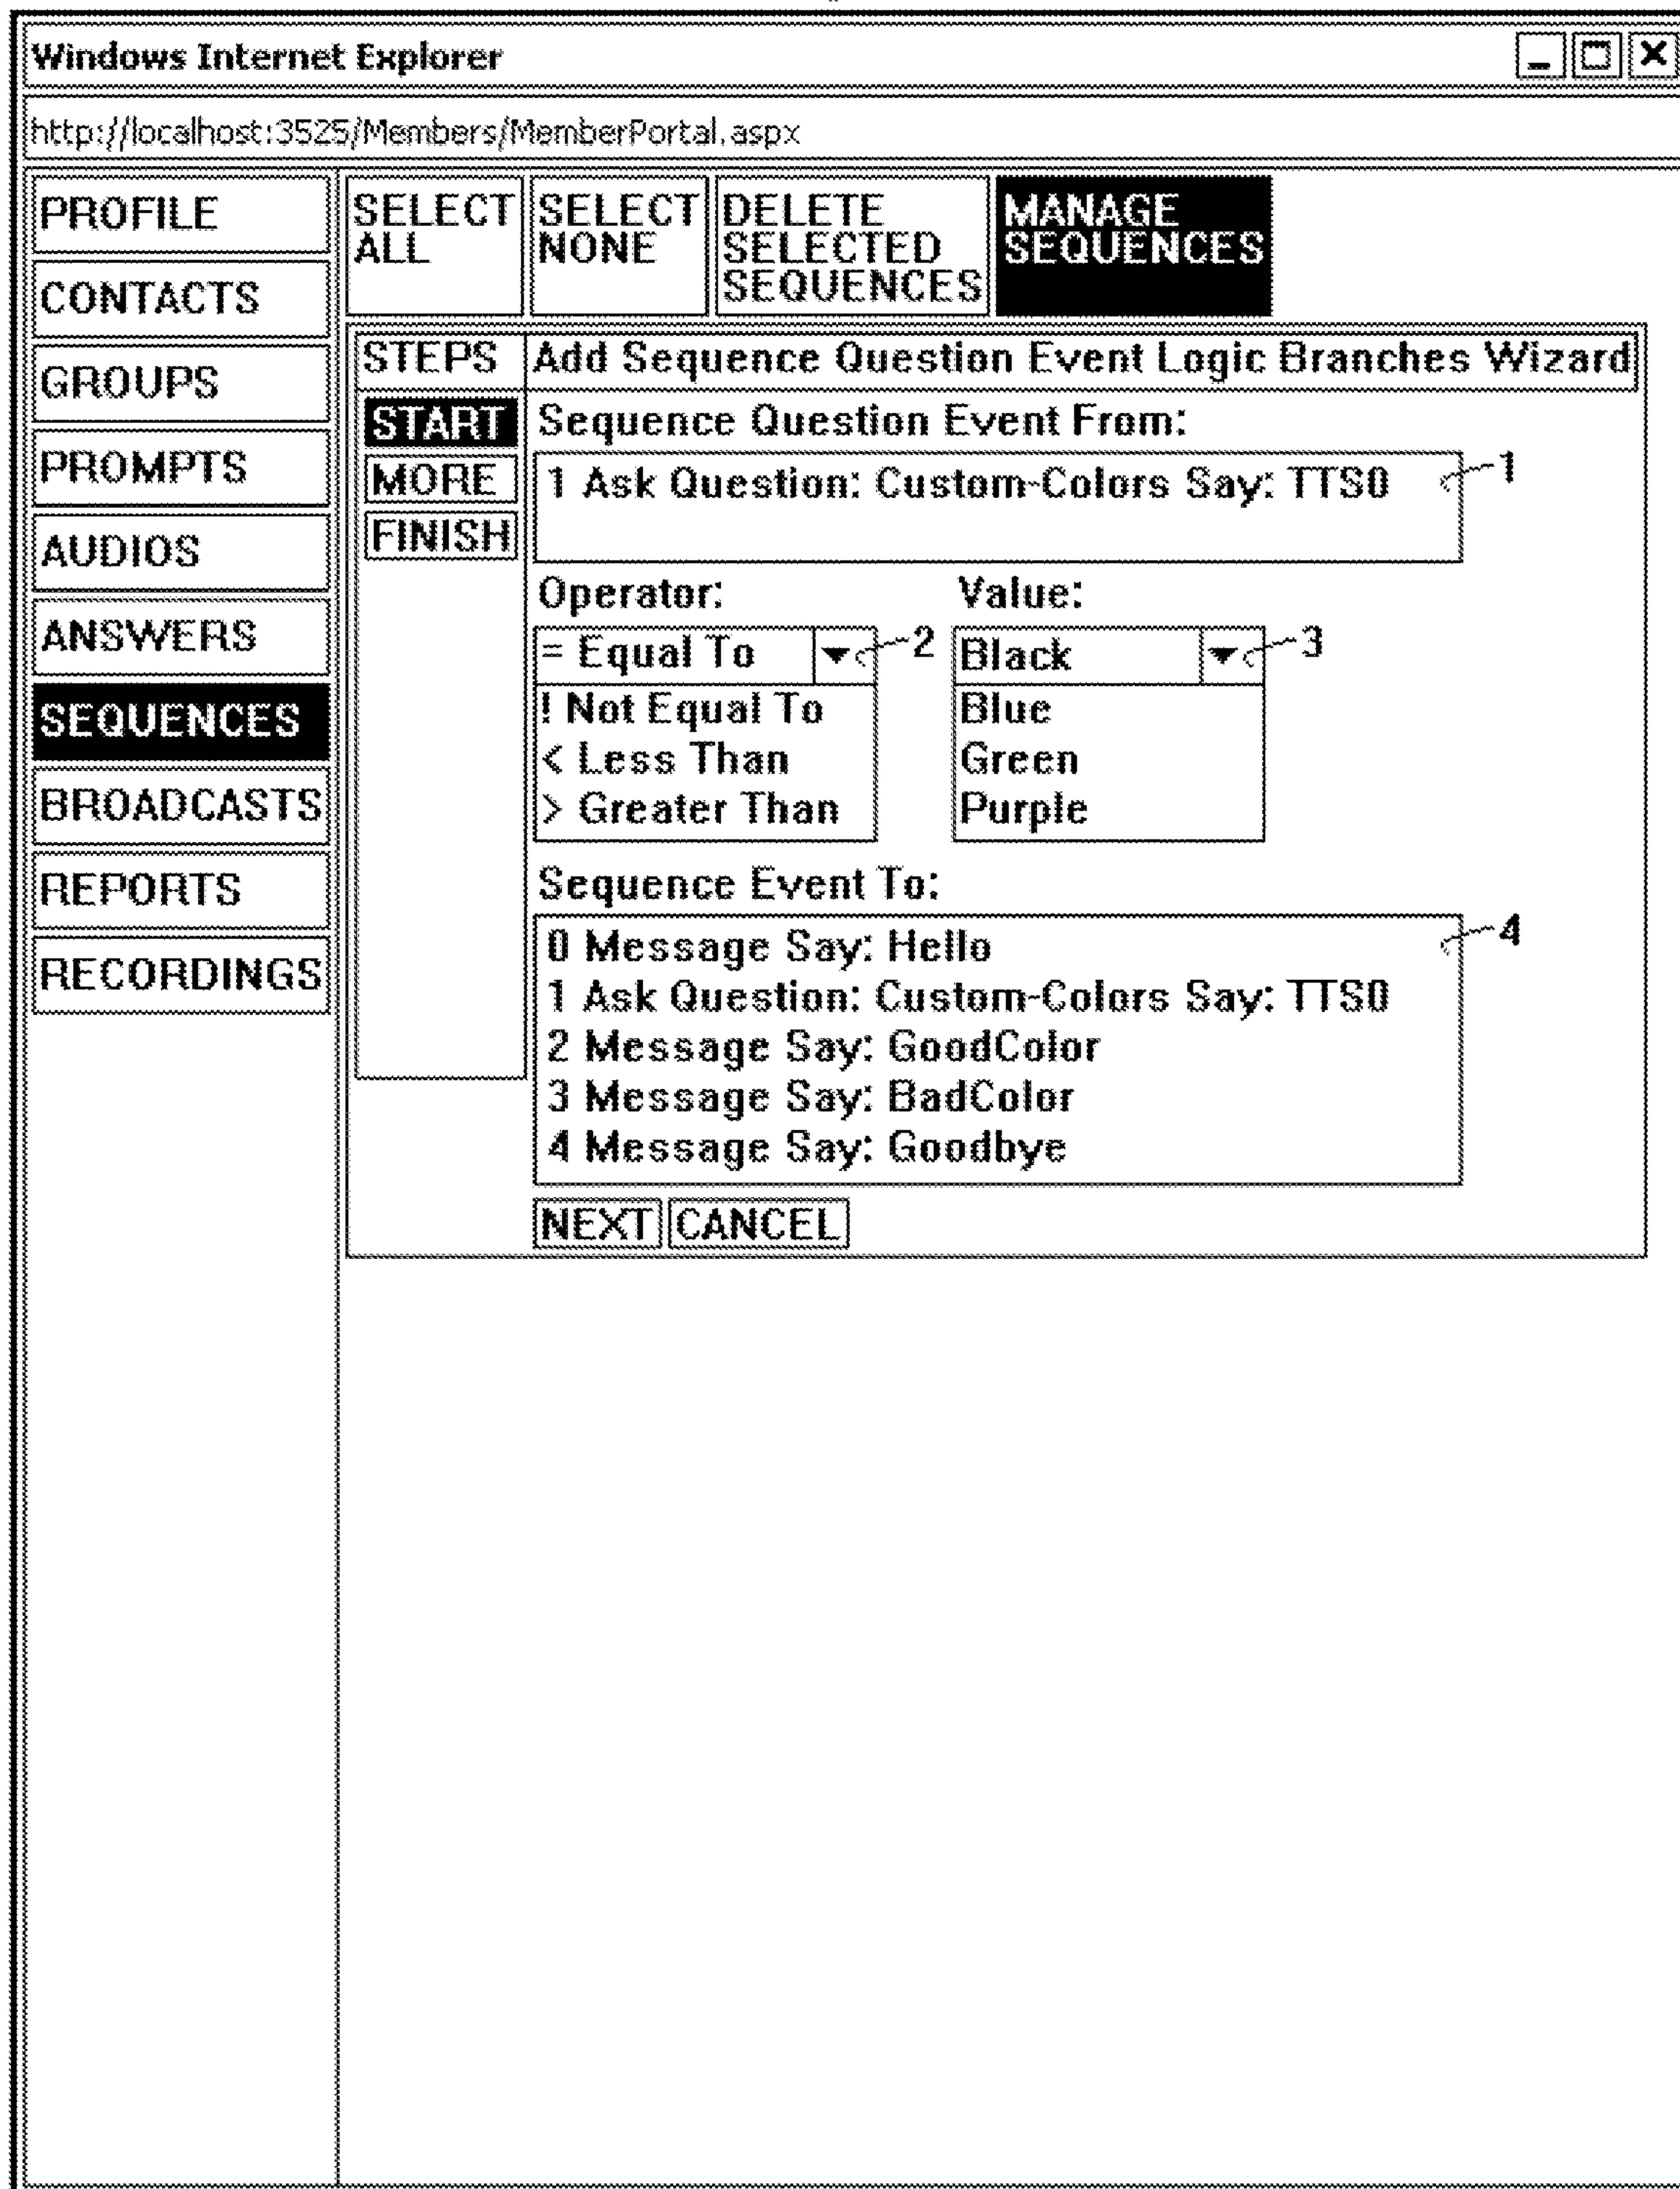 Windows Internet Explorer
http://localhost:3525/Members/MemberPortal.aspx
PROFILE
CONTACTS
GROUPS
PROMPTS
AUDIOS
ANSWERS
SEQUENCES
BROADCASTS
REPORTS
RECORDINGS
SELECT
ALL
SELECT
NONE
DELETE
SELECTED
SEQUENCES
MANAGE
SEQUENCES
STEPS
START
MORE
FINISH
Add Sequence Question Event Logic Branches Wizard
Sequence Question Event From:
1 Ask Question: Custom-Colors Say: TTS0
1
Operator:
= Equal To
2
! Not Equal To
< Less Than
> Greater Than
Value:
Black
3
Blue
Green
Purple
Sequence Event To:
0 Message Say: Hello
4
1 Ask Question: Custom-Colors Say: TTS0
2 Message Say: GoodColor
3 Message Say: BadColor
4 Message Say: Goodbye
NEXT CANCEL